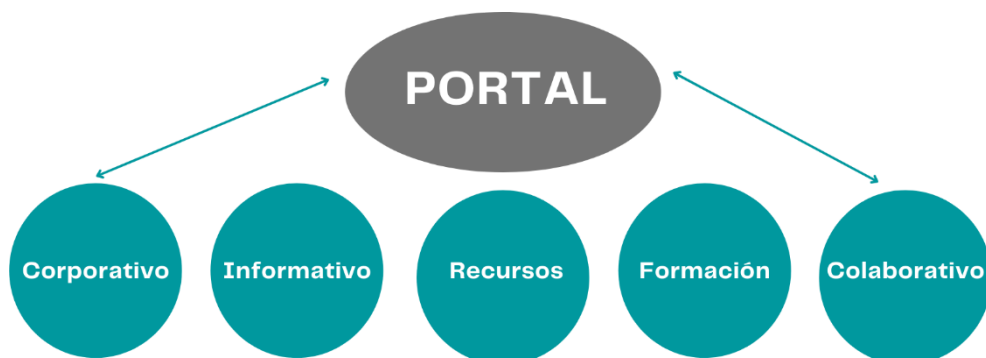 PORTAL
Corporativo
Informativo
Recursos
Formación
Colaborativo